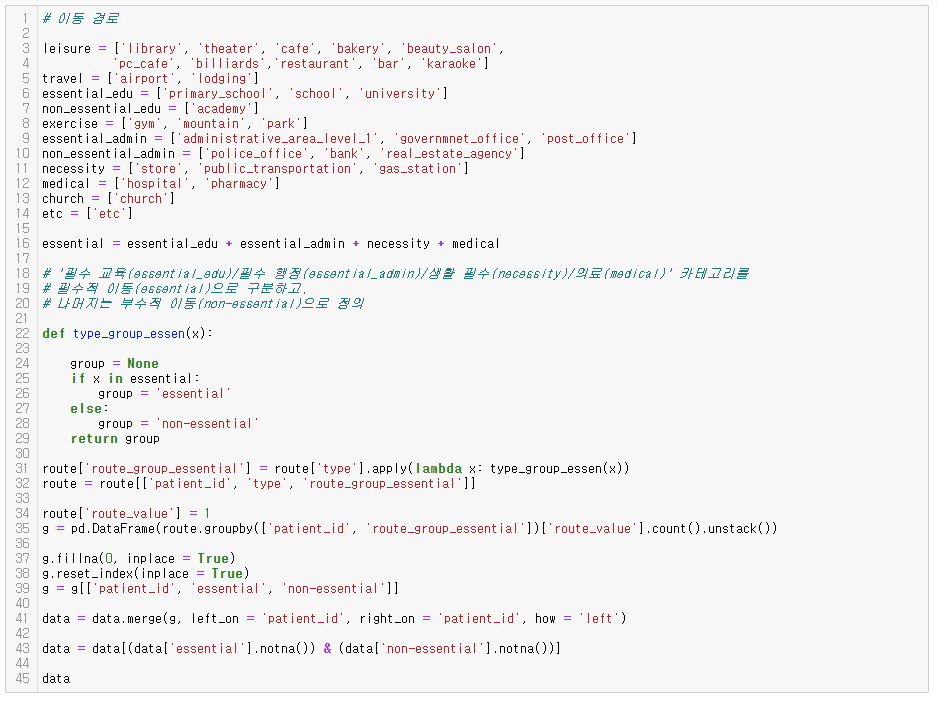 1 # 이동 경로
2
3 leisure = ['library', 'theater', 'cafe', 'bakery', 'beauty_salon',
4 'pc_cafe', 'billiards','restaurant', 'bar', 'karaoke']
5 travel = ['airport', 'lodging']
6 essential_edu = ['primary_school', 'school', 'university']
7 non_essential_edu = ['academy']
8 exercise = ['gym', 'mountain', 'park']
9 essential_admin = ['administrative_area_level_1', 'governmnet_office', 'post_office']
10 non_essential_admin = ['police_office', 'bank', 'real_estate_agency']
11 necessity = ['store', 'public_transportation', 'gas_station']
12 medical = ['hospital', 'pharmacy']
13 church = ['church']
14 etc = ['etc']
15
16 essential = essential_edu + essential_admin + necessity + medical
17
18 # '필수 교육(essential_edu)/필수 행정(essential_admin)/생활 필수(necessity)/의료(medical)' 카테고리를
19 # 필수적 이동(essential)으로 구분하고,
20 # 나머지는 부수적 이동(non-essential)으로 정의
21
22 def type_group_essen(x):
23
24 group = None
25 if x in essential:
26 group = 'essential'
27 else:
28 group = 'non-essential'
29 return group
30
31 route['route_group_essential'] = route['type'].apply(lambda x: type_group_essen(x))
32 route = route[['patient_id', 'type', 'route_group_essential']]
33
34 route['route_value'] = 1
35 g = pd.DataFrame(route.groupby(['patient_id', 'route_group_essential'])['route_value'].count().unstack())
36
37 g.fillna(0, inplace = True)
38 g.reset_index(inplace = True)
39 g = g[['patient_id', 'essential', 'non-essential']]
40
41 data = data.merge(g, left_on = 'patient_id', right_on = 'patient_id', how = 'left')
42
43 data = data[(data['essential'].notna()) & (data['non-essential'].notna())]
44
45 data